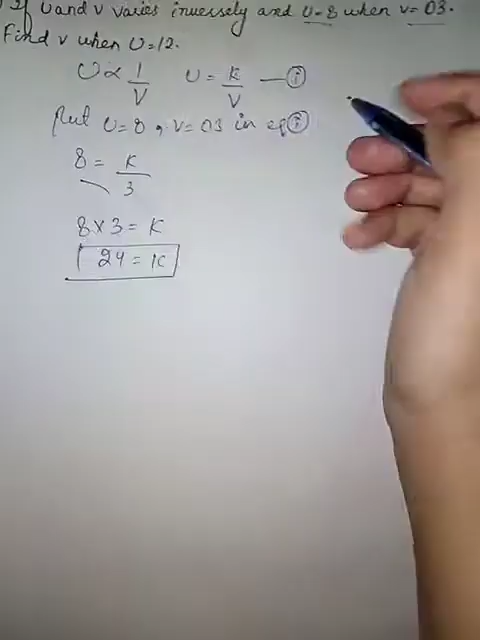 If U and v varies inversely and U=8 when v=03.
Find v when U=12.
U ∝ 1/V U = K/V — (i)
Put U=8, v=03 in eq (i)
8 = K/3
8×3 = K
24 = K